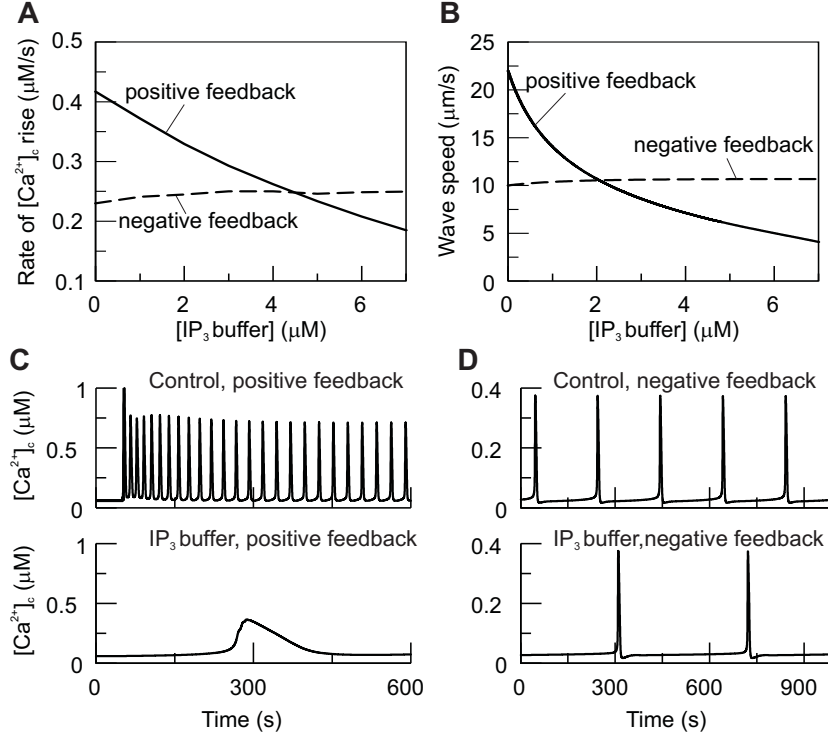 A
Rate of [Ca²⁺]c rise (μM/s)
0.5
0.4
0.3
0.2
0.1
positive feedback
negative feedback
0 2 4 6
[IP₃ buffer] (μM)
B
Wave speed (μm/s)
25
20
15
10
5
0
positive feedback
negative feedback
0 2 4 6
[IP₃ buffer] (μM)
C
Control, positive feedback
[Ca²⁺]c (μM)
1
0.5
0
IP₃ buffer, positive feedback
[Ca²⁺]c (μM)
1
0.5
0
0 300 600
Time (s)
D
Control, negative feedback
[Ca²⁺]c (μM)
0.4
0.2
0
IP₃ buffer,negative feedback
[Ca²⁺]c (μM)
0.4
0.2
0
0 300 600 900
Time (s)